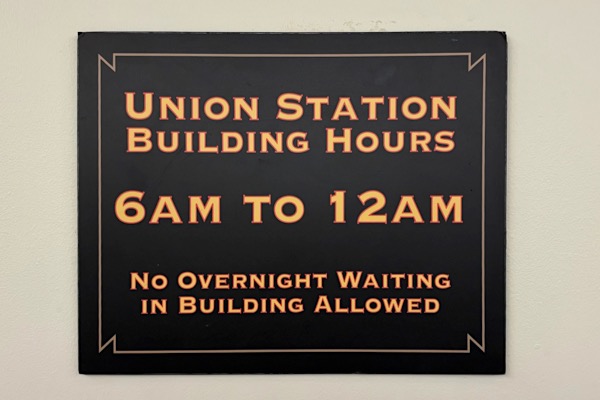 Union Station
Building Hours
6am to 12am
No Overnight Waiting
in Building Allowed